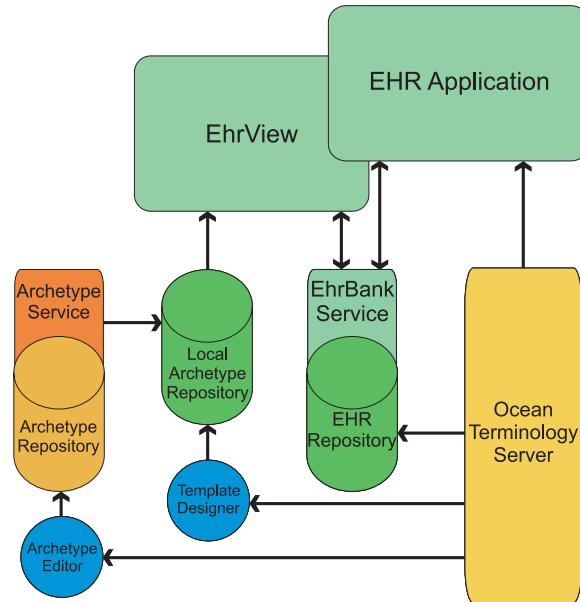 EHR Application
EhrView
Archetype
Service
EhrBank
Service
Local
Archetype
Repository
Archetype
Repository
EHR
Repository
Ocean
Terminology
Server
Template
Designer
Archetype
Editor